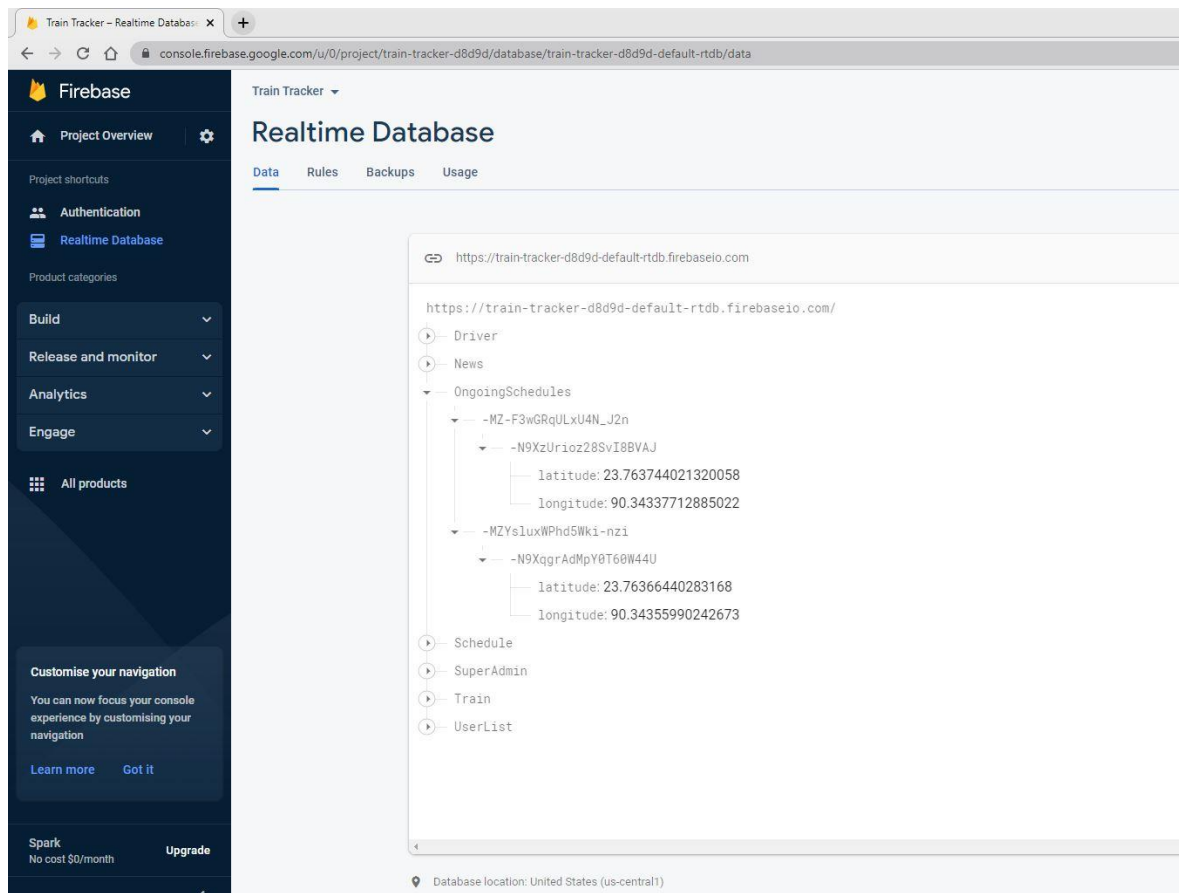 Train Tracker – Realtime Databas
console.firebase.google.com/u/0/project/train-tracker-d8d9d/database/train-tracker-d8d9d-default-rtdb/data
Firebase
Project Overview
Project shortcuts
Authentication
Realtime Database
Product categories
Build
Release and monitor
Analytics
Engage
All products
Customise your navigation
You can now focus your console
experience by customising your
navigation
Learn more Got it
Spark
No cost $0/month
Upgrade
Train Tracker
Realtime Database
Data Rules Backups Usage
https://train-tracker-d8d9d-default-rtdb.firebaseio.com
https://train-tracker-d8d9d-default-rtdb.firebaseio.com/
Driver
News
OngoingSchedules
-MZ-F3wGRqULxU4N_J2n
-N9XzUrioz28SvI8BVAJ
latitude: 23.763744021320058
longitude: 90.34337712885022
-MZYsluxWPhd5Wki-nzi
-N9XqgrAdMpY0T60W44U
latitude: 23.76366440283168
longitude: 90.34355990242673
Schedule
SuperAdmin
Train
UserList
Database location: United States (us-central1)